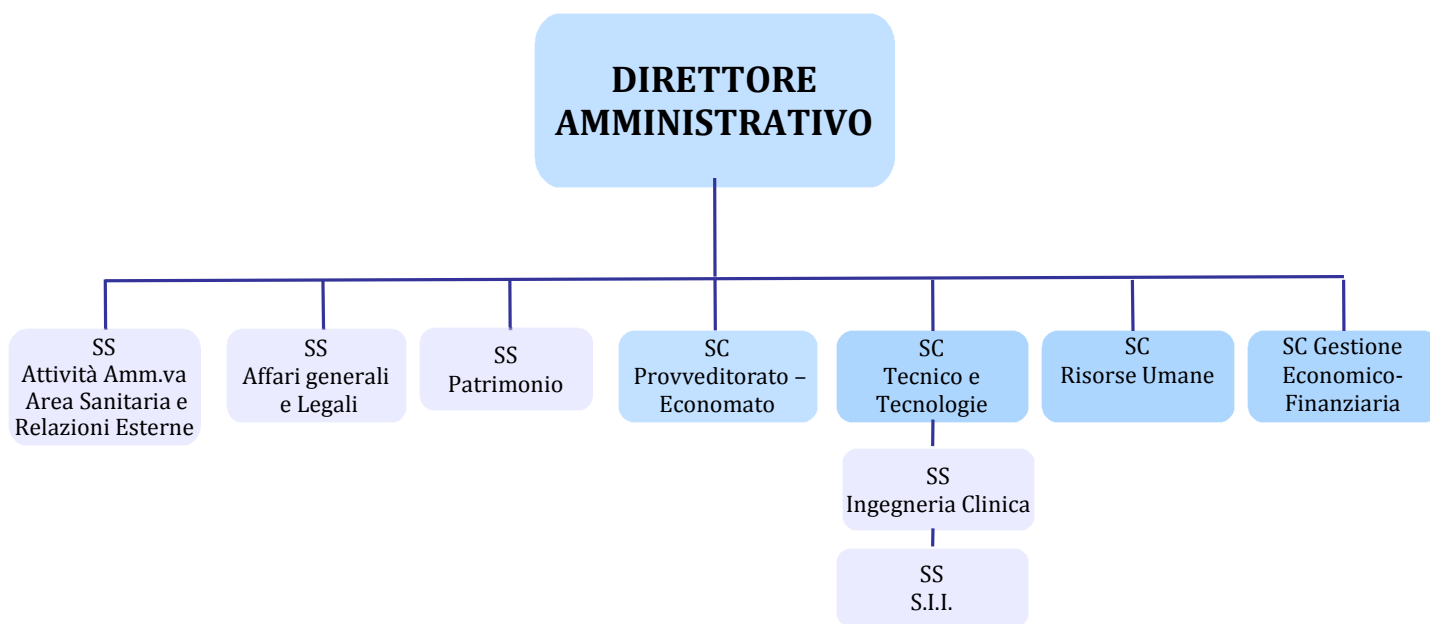 DIRETTORE
AMMINISTRATIVO
SS
Attività Amm.va
Area Sanitaria e
Relazioni Esterne
SS
Affari generali
e Legali
SS
Patrimonio
SC
Provveditorato –
Economato
SC
Tecnico e
Tecnologie
SC
Risorse Umane
SC Gestione
Economico-
Finanziaria
SS
Ingegneria Clinica
SS
S.I.I.